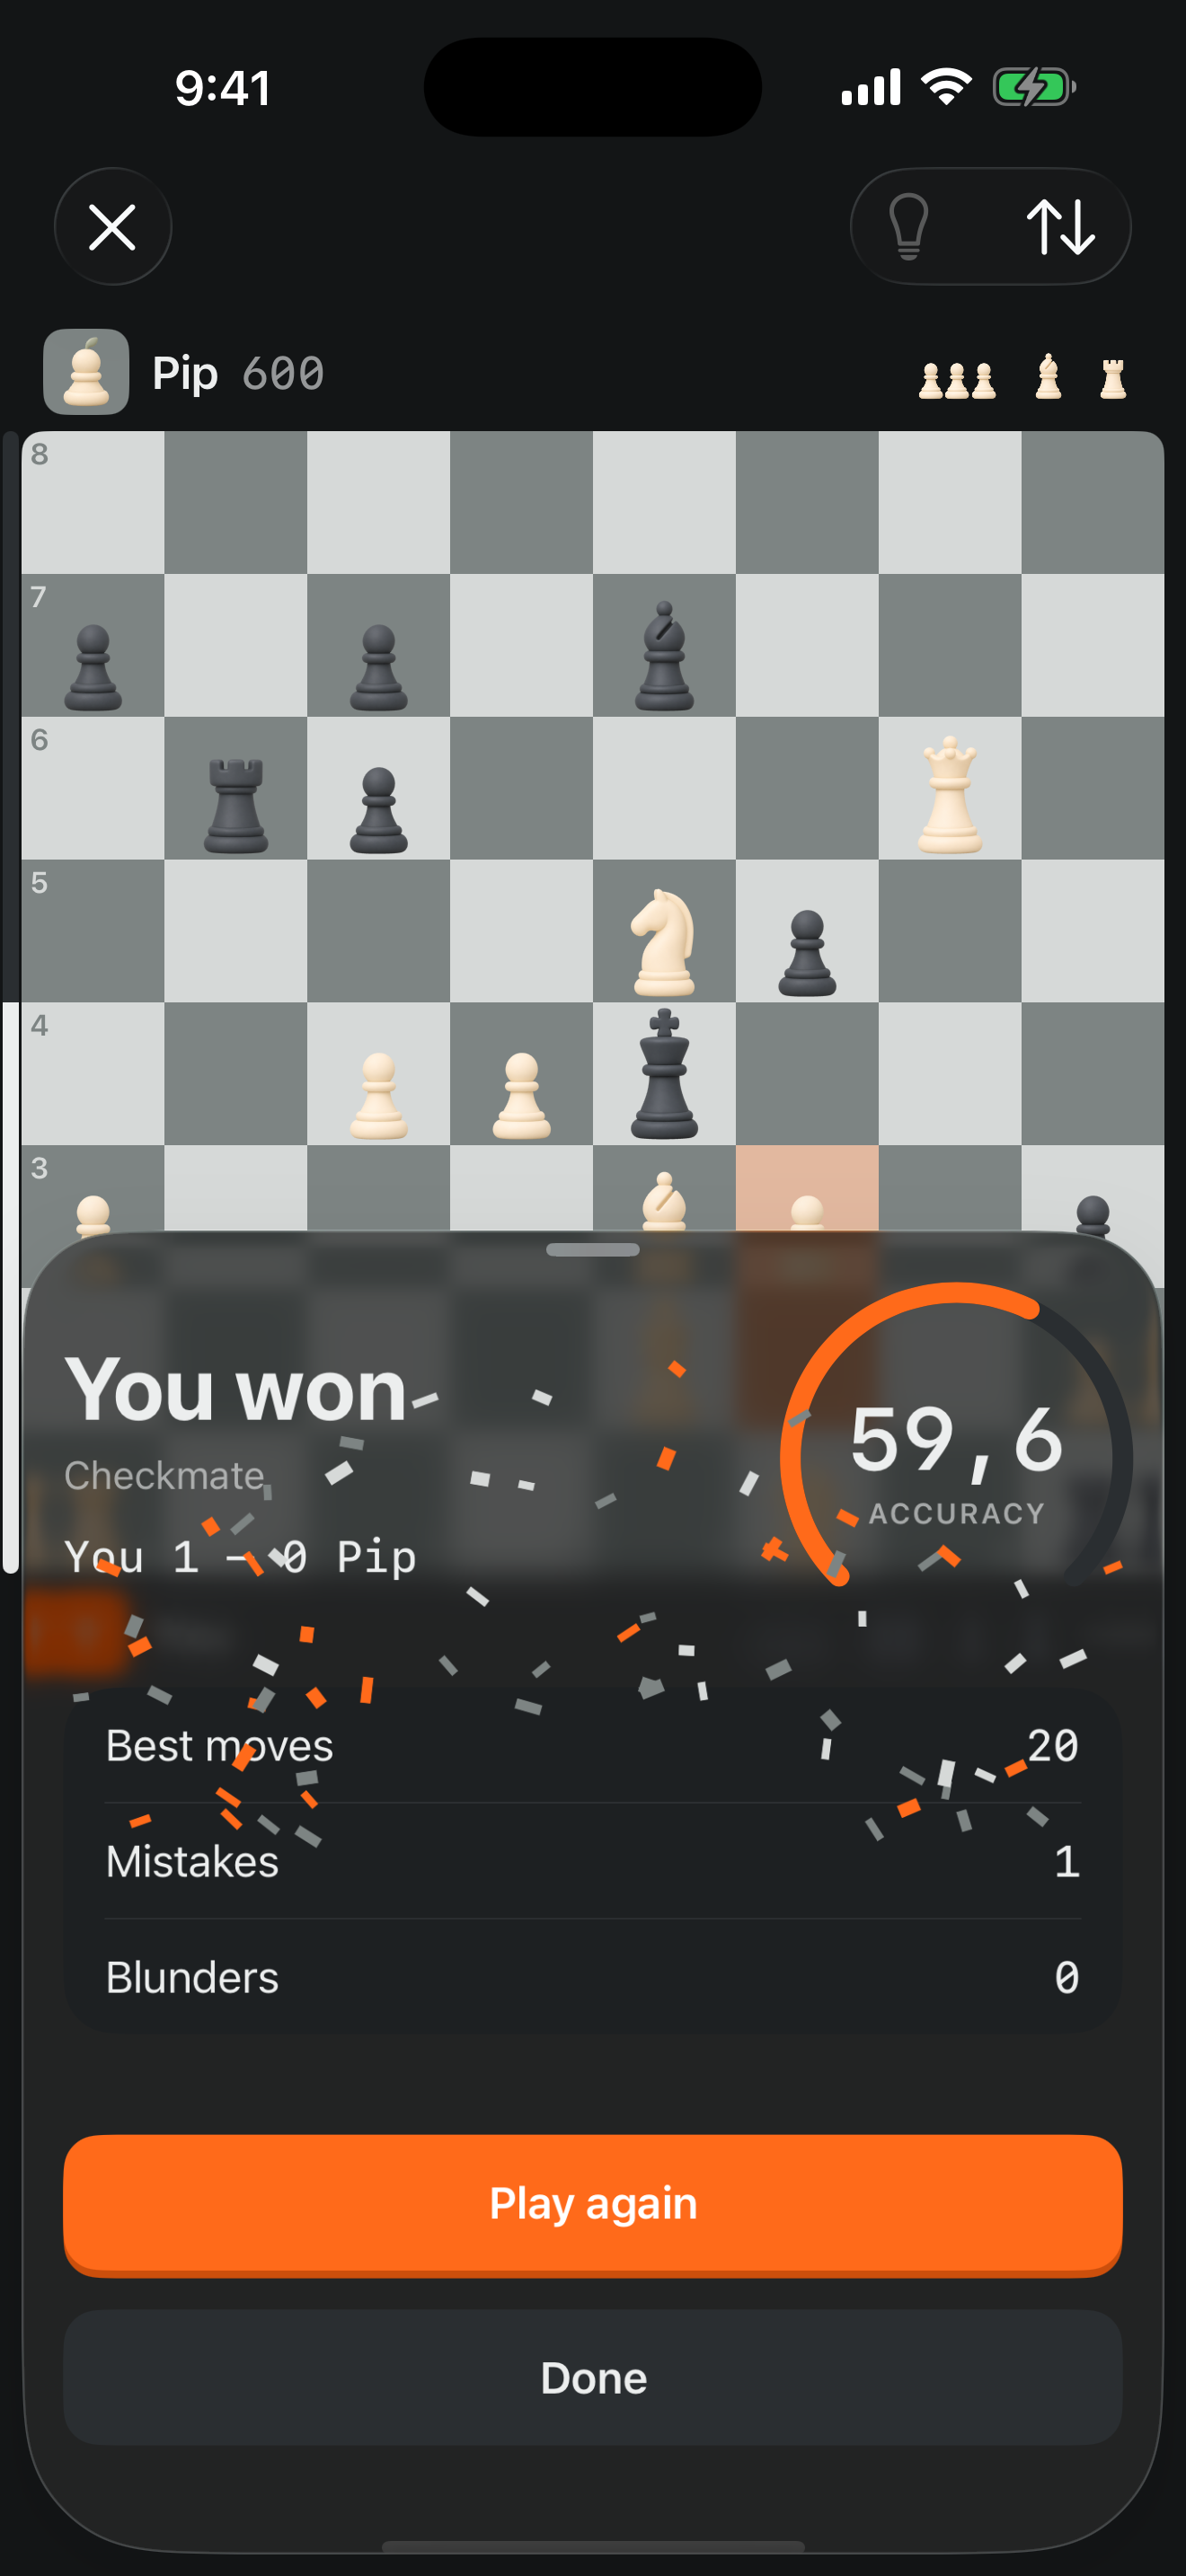 9:41
Pip 600
8
7
6
5
4
3
You won
Checkmate
You 1 – 0 Pip
59,6
ACCURACY
Best moves 20
Mistakes 1
Blunders 0
Play again
Done